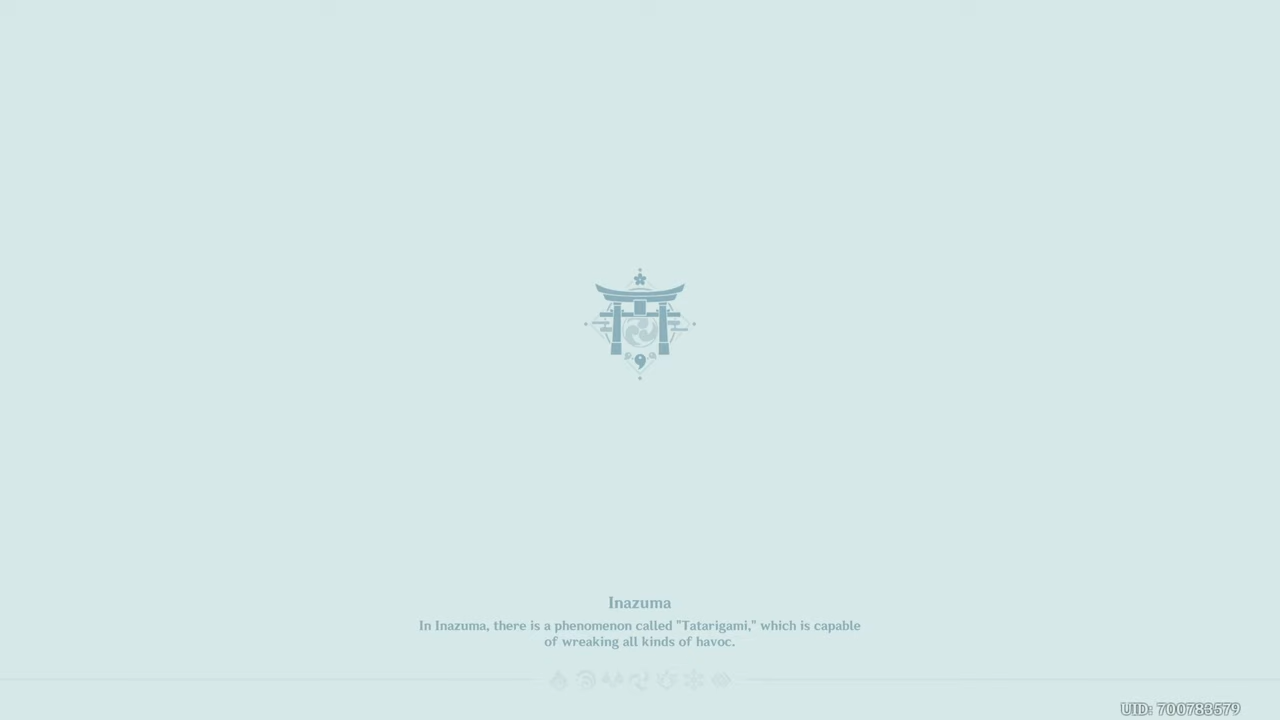 Inazuma
In Inazuma, there is a phenomenon called "Tatarigami," which is capable
of wreaking all kinds of havoc.
UID: 700783579